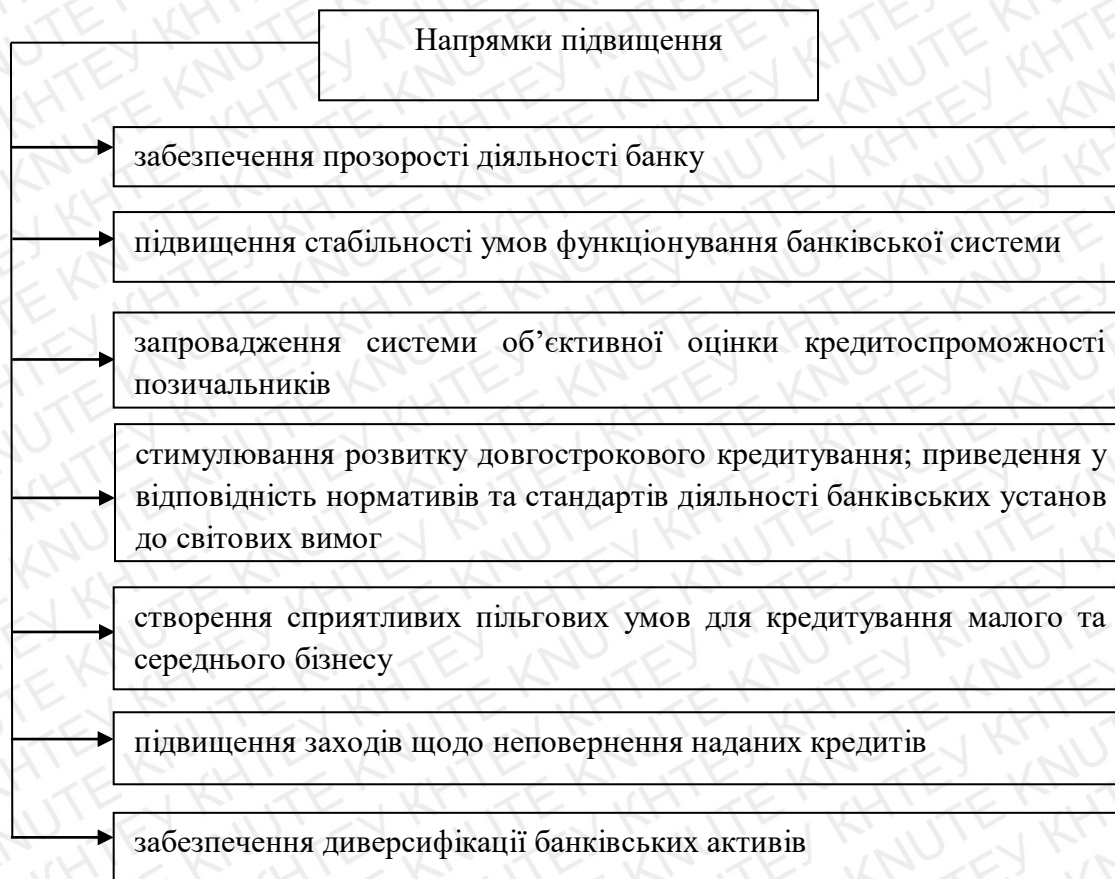 Напрямки підвищення
забезпечення прозорості діяльності банку
підвищення стабільності умов функціонування банківської системи
запровадження системи об’єктивної оцінки кредитоспроможності
позичальників
стимулювання розвитку довгострокового кредитування; приведення у
відповідність нормативів та стандартів діяльності банківських установ
до світових вимог
створення сприятливих пільгових умов для кредитування малого та
середнього бізнесу
підвищення заходів щодо неповернення наданих кредитів
забезпечення диверсифікації банківських активів